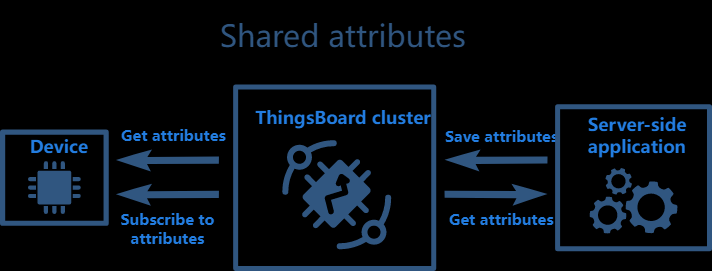 Shared attributes
Device
Get attributes
Subscribe to
attributes
ThingsBoard cluster
Save attributes
Get attributes
Server-side
application